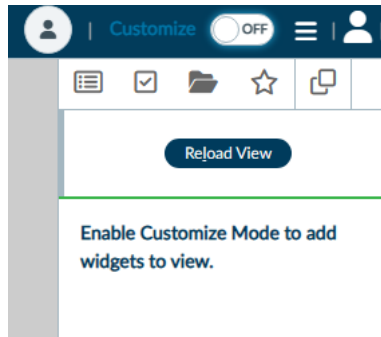 Customize OFF
Reload View
Enable Customize Mode to add
widgets to view.